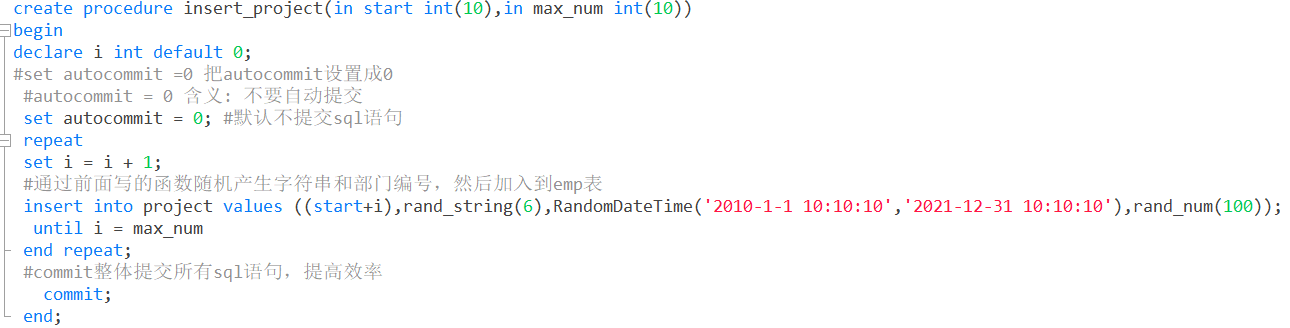 create procedure insert_project(in start int(10),in max_num int(10))
begin
declare i int default 0;
#set autocommit =0 把autocommit设置成0
#autocommit = 0 含义: 不要自动提交
set autocommit = 0; #默认不提交sql语句
repeat
set i = i + 1;
#通过前面写的函数随机产生字符串和部门编号，然后加入到emp表
insert into project values ((start+i),rand_string(6),RandomDateTime('2010-1-1 10:10:10','2021-12-31 10:10:10'),rand_num(100));
until i = max_num
end repeat;
#commit整体提交所有sql语句，提高效率
commit;
end;